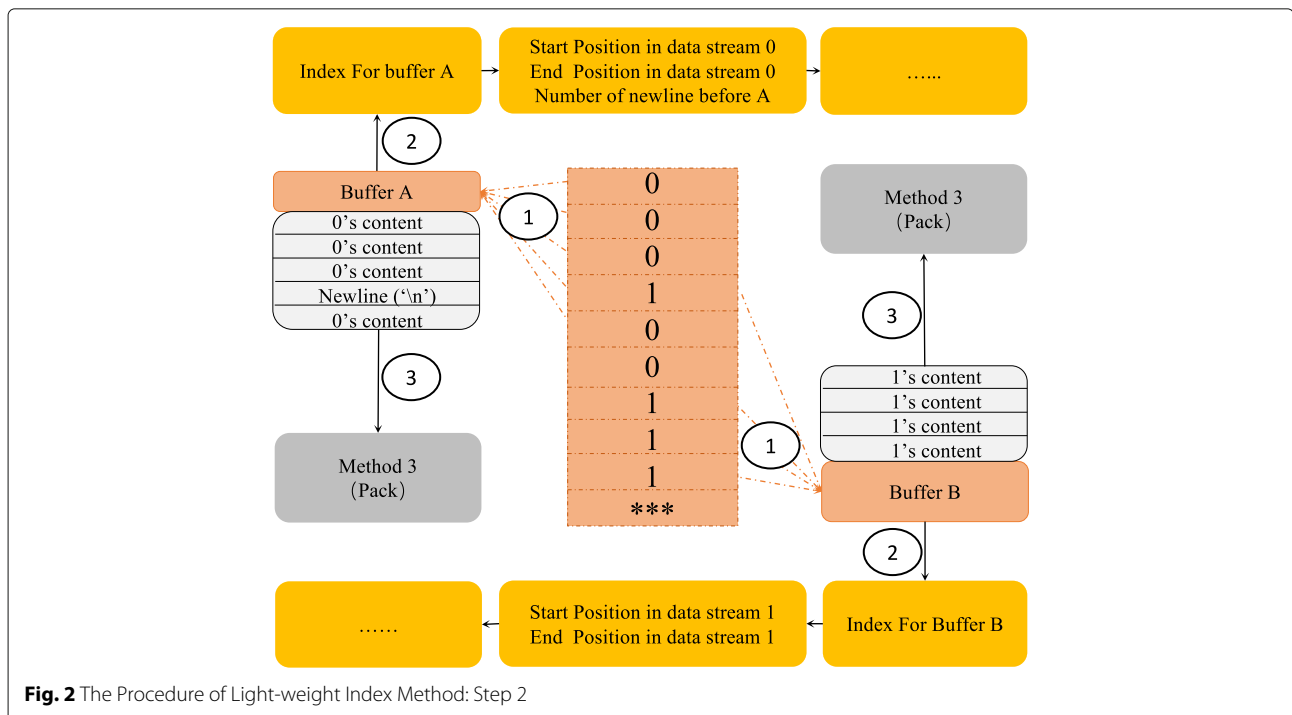 Index For buffer A
Start Position in data stream 0
End Position in data stream 0
Number of newline before A
…...
2
Buffer A
0's content
0's content
0's content
Newline (‘\n’)
0's content
3
Method 3
(Pack)
1
0
0
0
1
0
0
1
1
1
***
1
Method 3
(Pack)
3
1's content
1's content
1's content
1's content
Buffer B
2
Index For Buffer B
Start Position in data stream 1
End Position in data stream 1
……
Fig. 2 The Procedure of Light-weight Index Method: Step 2